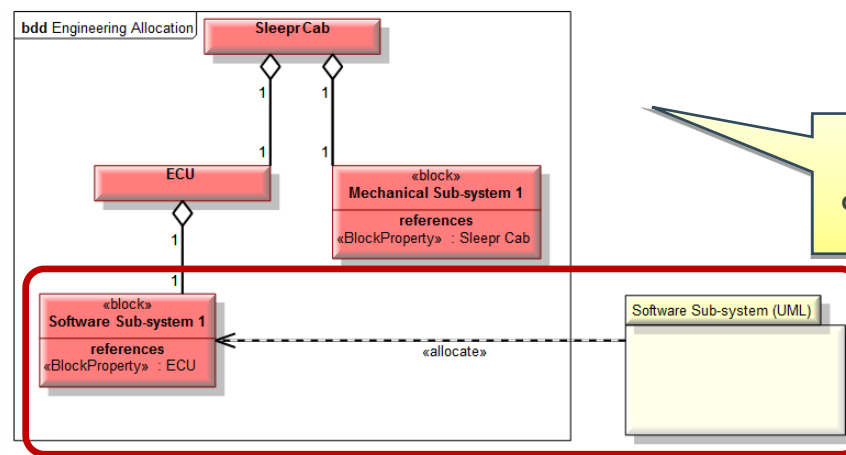 bdd Engineering Allocation
Sleepr Cab
1
1
1
1
ECU
«block»
Mechanical Sub-system 1
references
«BlockProperty» : Sleepr Cab
1
1
«block»
Software Sub-system 1
references
«BlockProperty» : ECU
«allocate»
Software Sub-system (UML)